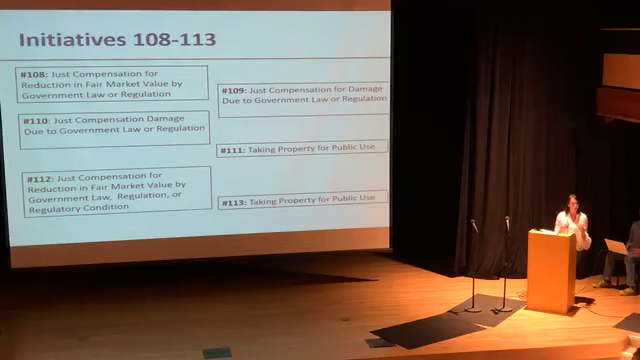 Initiatives 108-113
#108: Just Compensation for
Reduction in Fair Market Value by
Government Law or Regulation
#109: Just Compensation for Damage
Due to Government Law or Regulation
#110: Just Compensation Damage
Due to Government Law or Regulation
#111: Taking Property for Public Use
#112: Just Compensation for
Reduction in Fair Market Value by
Government Law, Regulation, or
Regulatory Condition
#113: Taking Property for Public Use